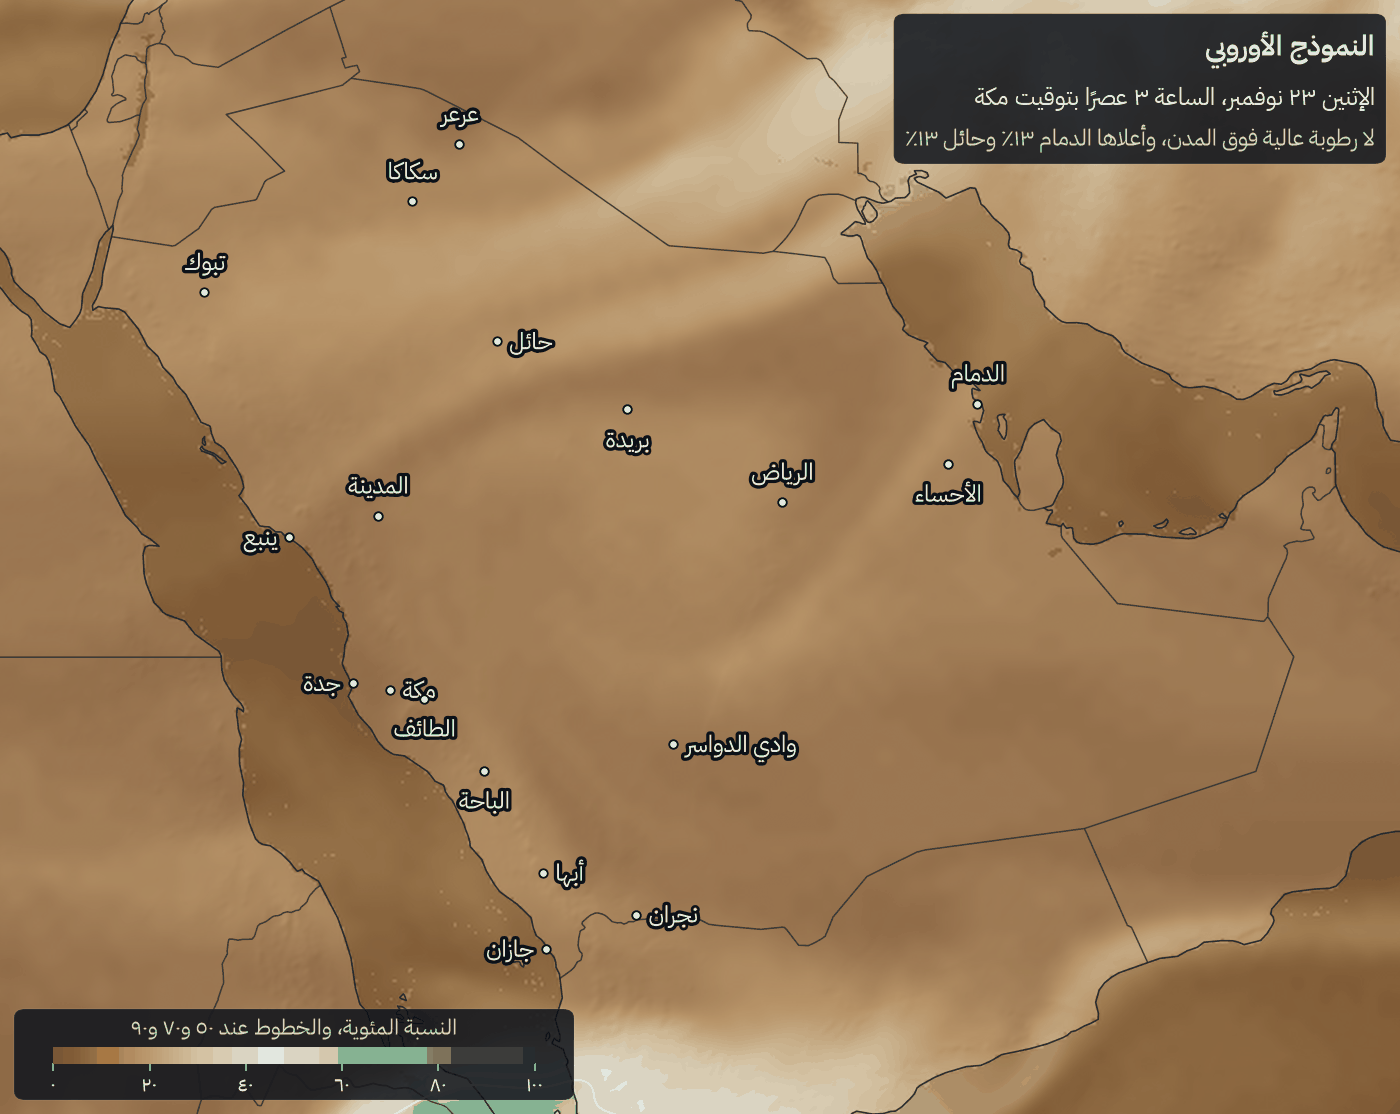 النموذج الأوروبي
الإثنين ٢٣ نوفمبر، الساعة ٣ عصرًا بتوقيت مكة
لا رطوبة عالية فوق المدن، وأعلاها الدمام ١٣٪ وحائل ١٣٪
عرعر
سكاكا
تبوك
حائل
الدمام
بريدة
الرياض
الأحساء
المدينة
ينبع
جدة
مكة
الطائف
وادي الدواسر
الباحة
أبها
نجران
جازان
النسبة المئوية، والخطوط عند ٥٠ و٧٠ و٩٠
٠ ٢٠ ٤٠ ٦٠ ٨٠ ١٠٠